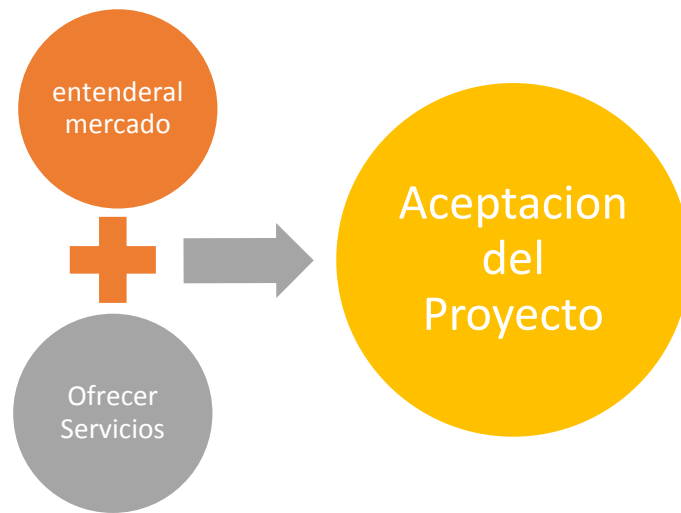 entenderal
mercado
Ofrecer
Servicios
Aceptacion
del
Proyecto